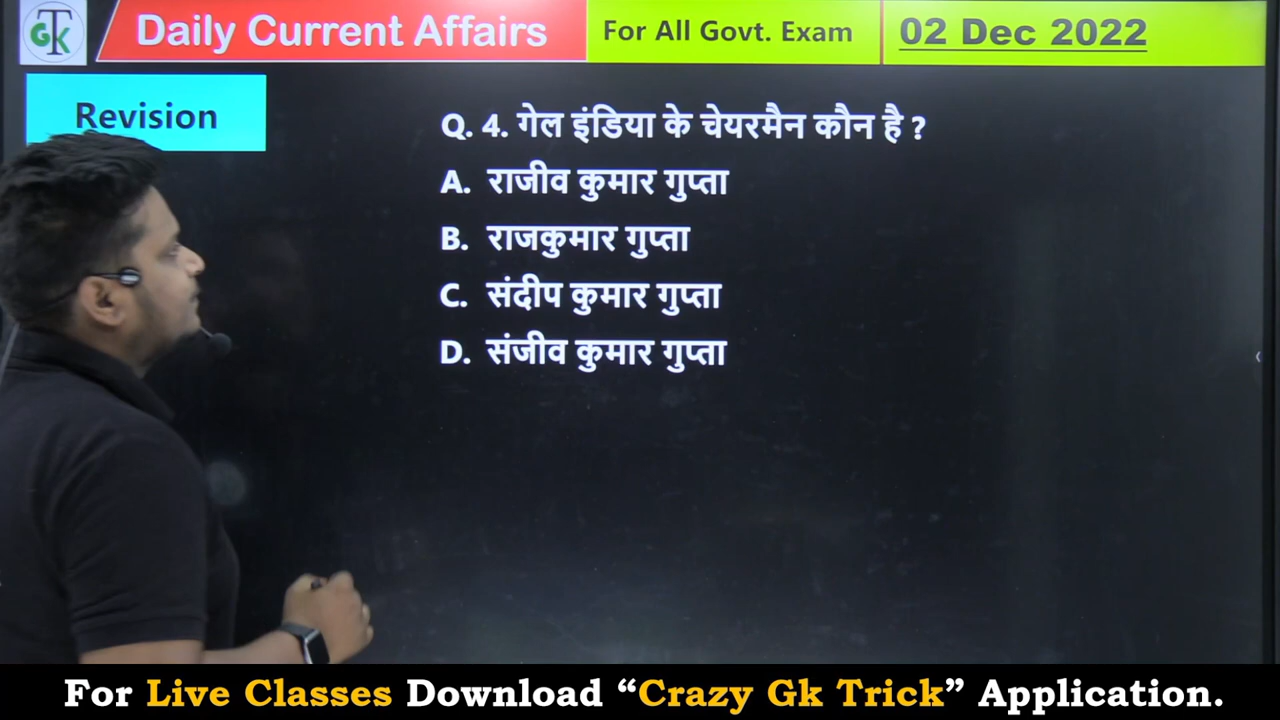 GTK
Daily Current Affairs
For All Govt. Exam
02 Dec 2022
Revision
Q. 4. गेल इंडिया के चेयरमैन कौन है ?
A. राजीव कुमार गुप्ता
B. राजकुमार गुप्ता
C. संदीप कुमार गुप्ता
D. संजीव कुमार गुप्ता
For Live Classes Download “Crazy Gk Trick” Application.